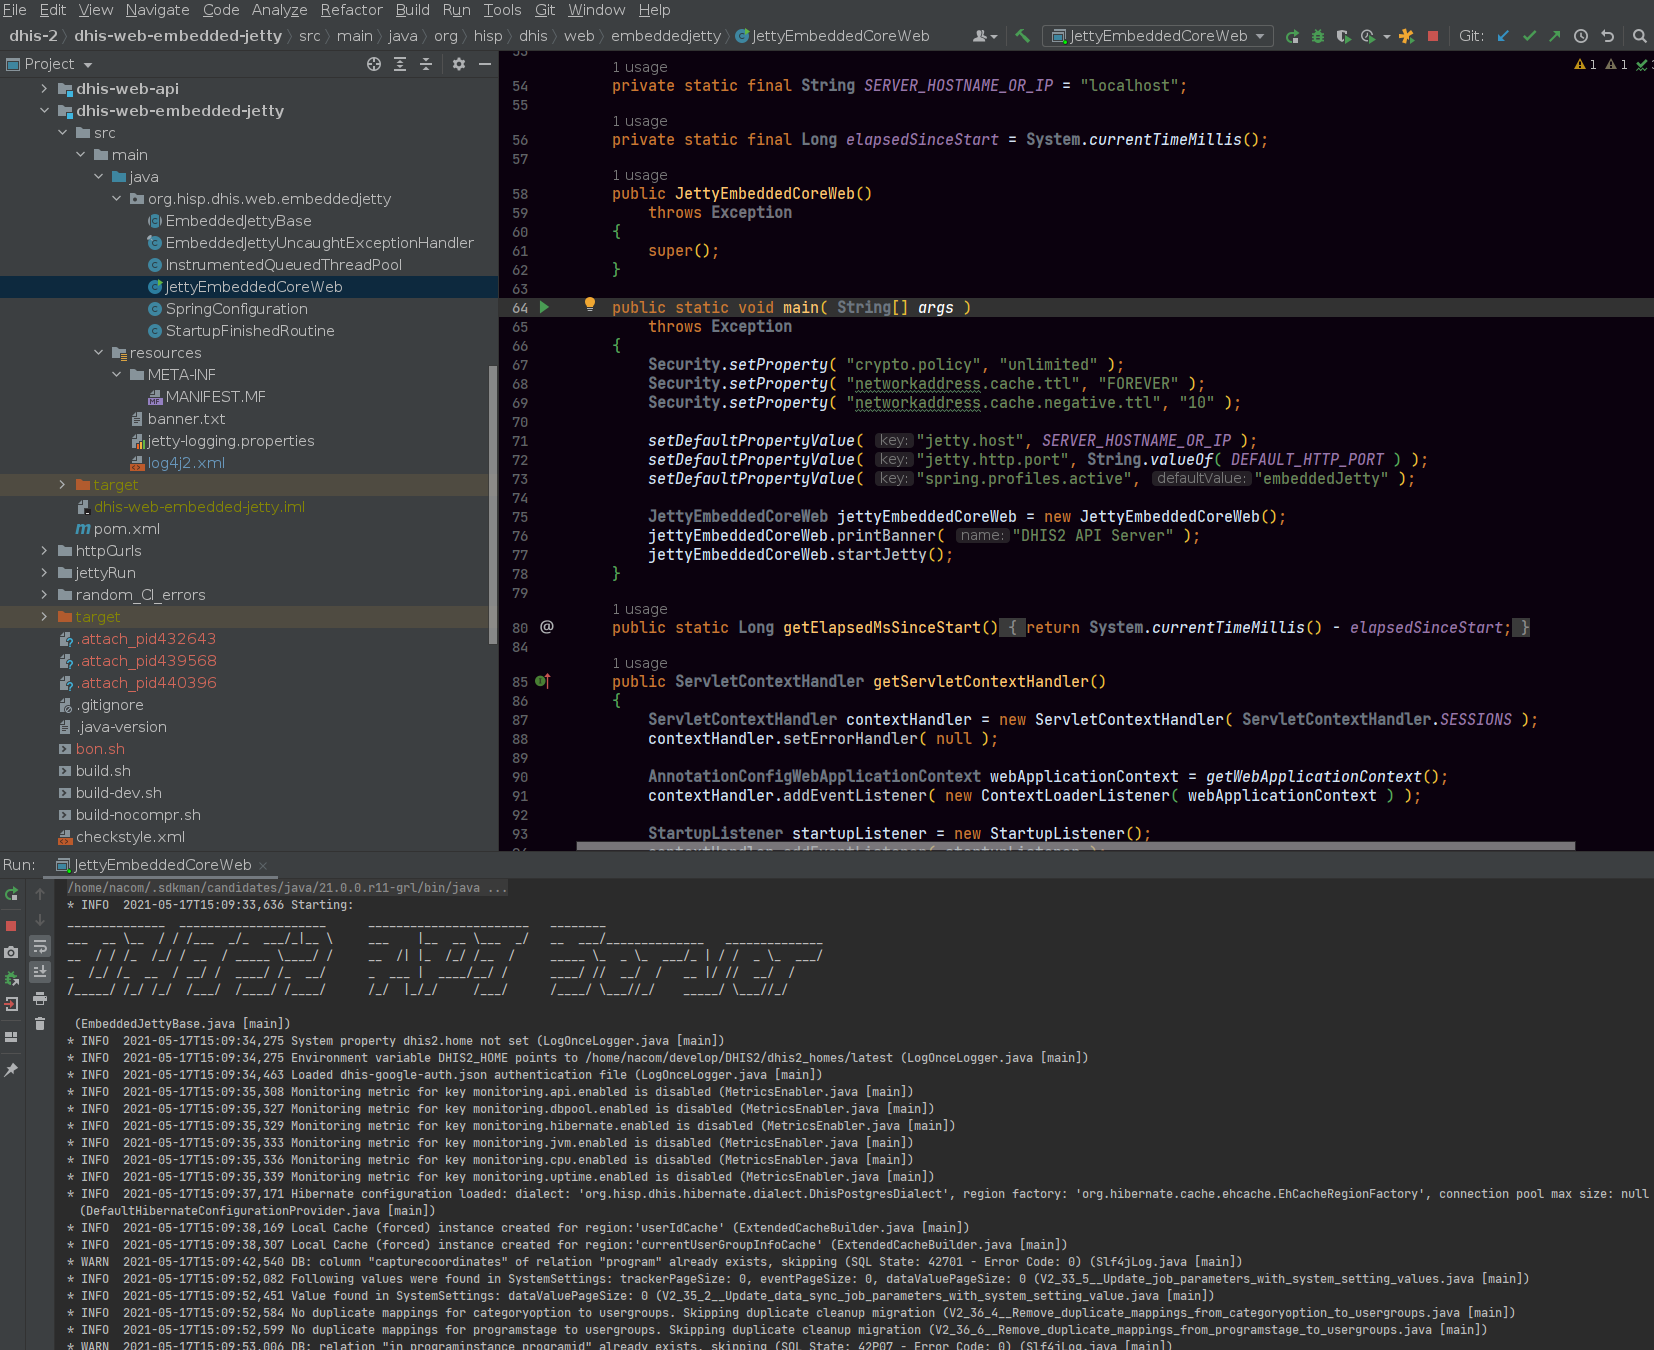 File Edit View Navigate Code Analyze Refactor Build Run Tools Git Window Help
dhis-2 dhis-web-embedded-jetty src main java org hisp dhis web embeddedjetty JettyEmbeddedCoreWeb JettyEmbeddedCoreWeb Git:
Project
dhis-web-api
dhis-web-embedded-jetty
src
main
java
org.hisp.dhis.web.embeddedjetty
EmbeddedJettyBase
EmbeddedJettyUncaughtExceptionHandler
InstrumentedQueuedThreadPool
JettyEmbeddedCoreWeb
SpringConfiguration
StartupFinishedRoutine
resources
META-INF
MANIFEST.MF
banner.txt
jetty-logging.properties
log4j2.xml
target
dhis-web-embedded-jetty.iml
pom.xml
httpCurls
jettyRun
random_CI_errors
target
.attach_pid432643
.attach_pid439568
.attach_pid440396
.gitignore
.java-version
bon.sh
build.sh
build-dev.sh
build-nocompr.sh
checkstyle.xml
1 1
53
1 usage
54 private static final String SERVER_HOSTNAME_OR_IP = "localhost";
55
1 usage
56 private static final Long elapsedSinceStart = System.currentTimeMillis();
57
1 usage
58 public JettyEmbeddedCoreWeb()
59 throws Exception
60 {
61 super();
62 }
63
64 public static void main( String[] args )
65 throws Exception
66 {
67 Security.setProperty( "crypto.policy", "unlimited" );
68 Security.setProperty( "networkaddress.cache.ttl", "FOREVER" );
69 Security.setProperty( "networkaddress.cache.negative.ttl", "10" );
70
71 setDefaultPropertyValue( key: "jetty.host", SERVER_HOSTNAME_OR_IP );
72 setDefaultPropertyValue( key: "jetty.http.port", String.valueOf( DEFAULT_HTTP_PORT ) );
73 setDefaultPropertyValue( key: "spring.profiles.active", defaultValue: "embeddedJetty" );
74
75 JettyEmbeddedCoreWeb jettyEmbeddedCoreWeb = new JettyEmbeddedCoreWeb();
76 jettyEmbeddedCoreWeb.printBanner( name: "DHIS2 API Server" );
77 jettyEmbeddedCoreWeb.startJetty();
78 }
79
1 usage
80 @ public static Long getElapsedMsSinceStart() { return System.currentTimeMillis() - elapsedSinceStart; }
84
1 usage
85 public ServletContextHandler getServletContextHandler()
86 {
87 ServletContextHandler contextHandler = new ServletContextHandler( ServletContextHandler.SESSIONS );
88 contextHandler.setErrorHandler( null );
89
90 AnnotationConfigWebApplicationContext webApplicationContext = getWebApplicationContext();
91 contextHandler.addEventListener( new ContextLoaderListener( webApplicationContext ) );
92
93 StartupListener startupListener = new StartupListener();
Run: JettyEmbeddedCoreWeb
/home/nacom/.sdkman/candidates/java/21.0.0.r11-grl/bin/java ...
* INFO 2021-05-17T15:09:33,636 Starting:
DHIS2 API Server
(EmbeddedJettyBase.java [main])
* INFO 2021-05-17T15:09:34,275 System property dhis2.home not set (LogOnceLogger.java [main])
* INFO 2021-05-17T15:09:34,275 Environment variable DHIS2_HOME points to /home/nacom/develop/DHIS2/dhis2_homes/latest (LogOnceLogger.java [main])
* INFO 2021-05-17T15:09:34,463 Loaded dhis-google-auth.json authentication file (LogOnceLogger.java [main])
* INFO 2021-05-17T15:09:35,308 Monitoring metric for key monitoring.api.enabled is disabled (MetricsEnabler.java [main])
* INFO 2021-05-17T15:09:35,327 Monitoring metric for key monitoring.dbpool.enabled is disabled (MetricsEnabler.java [main])
* INFO 2021-05-17T15:09:35,329 Monitoring metric for key monitoring.hibernate.enabled is disabled (MetricsEnabler.java [main])
* INFO 2021-05-17T15:09:35,333 Monitoring metric for key monitoring.jvm.enabled is disabled (MetricsEnabler.java [main])
* INFO 2021-05-17T15:09:35,336 Monitoring metric for key monitoring.cpu.enabled is disabled (MetricsEnabler.java [main])
* INFO 2021-05-17T15:09:35,339 Monitoring metric for key monitoring.uptime.enabled is disabled (MetricsEnabler.java [main])
* INFO 2021-05-17T15:09:37,171 Hibernate configuration loaded: dialect: 'org.hisp.dhis.hibernate.dialect.DhisPostgresDialect', region factory: 'org.hibernate.cache.ehcache.EhCacheRegionFactory', connection pool max size: null
(DefaultHibernateConfigurationProvider.java [main])
* INFO 2021-05-17T15:09:38,169 Local Cache (forced) instance created for region:'userIdCache' (ExtendedCacheBuilder.java [main])
* INFO 2021-05-17T15:09:38,307 Local Cache (forced) instance created for region:'currentUserGroupInfoCache' (ExtendedCacheBuilder.java [main])
* WARN 2021-05-17T15:09:42,540 DB: column "capturecoordinates" of relation "program" already exists, skipping (SQL State: 42701 - Error Code: 0) (Slf4jLog.java [main])
* INFO 2021-05-17T15:09:52,082 Following values were found in SystemSettings: trackerPageSize: 0, eventPageSize: 0, dataValuePageSize: 0 (V2_33_5__Update_job_parameters_with_system_setting_values.java [main])
* INFO 2021-05-17T15:09:52,451 Value found in SystemSettings: dataValuePageSize: 0 (V2_35_2__Update_data_sync_job_parameters_with_system_setting_value.java [main])
* INFO 2021-05-17T15:09:52,584 No duplicate mappings for categoryoption to usergroups. Skipping duplicate cleanup migration (V2_36_4__Remove_duplicate_mappings_from_categoryoption_to_usergroups.java [main])
* INFO 2021-05-17T15:09:52,599 No duplicate mappings for programstage to usergroups. Skipping duplicate cleanup migration (V2_36_6__Remove_duplicate_mappings_from_programstage_to_usergroups.java [main])
* WARN 2021-05-17T15:09:53,006 DB: relation "in_programinstance_programid" already exists, skipping (SQL State: 42P07 - Error Code: 0) (Slf4jLog.java [main])